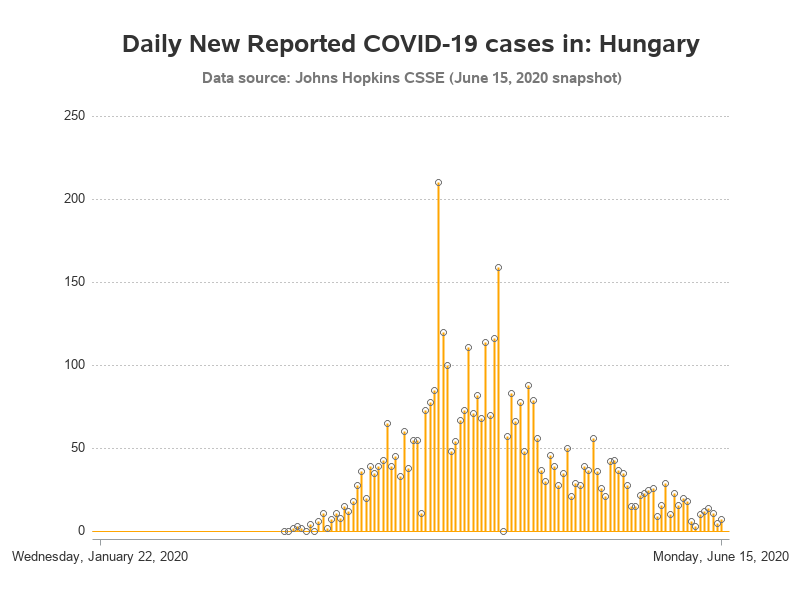 Daily New Reported COVID-19 cases in: Hungary
Data source: Johns Hopkins CSSE (June 15, 2020 snapshot)
250
200
150
100
50
0
Wednesday, January 22, 2020
Monday, June 15, 2020